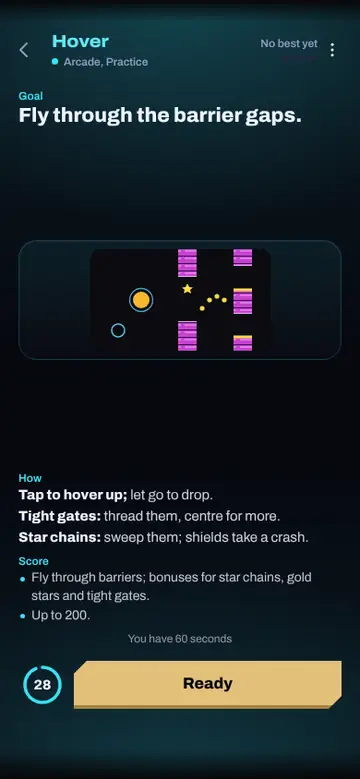 Hover
Arcade, Practice
No best yet
Goal
Fly through the barrier gaps.
How
Tap to hover up; let go to drop.
Tight gates: thread them, centre for more.
Star chains: sweep them; shields take a crash.
Score
Fly through barriers; bonuses for star chains, gold
stars and tight gates.
Up to 200.
You have 60 seconds
28
Ready